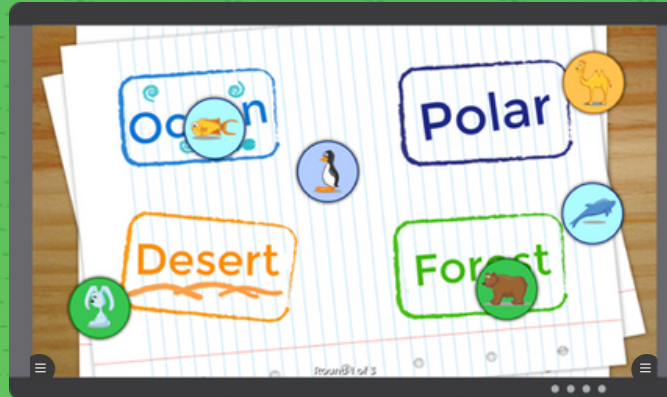 Ocean
Polar
Desert
Forest
Round 1 of 3